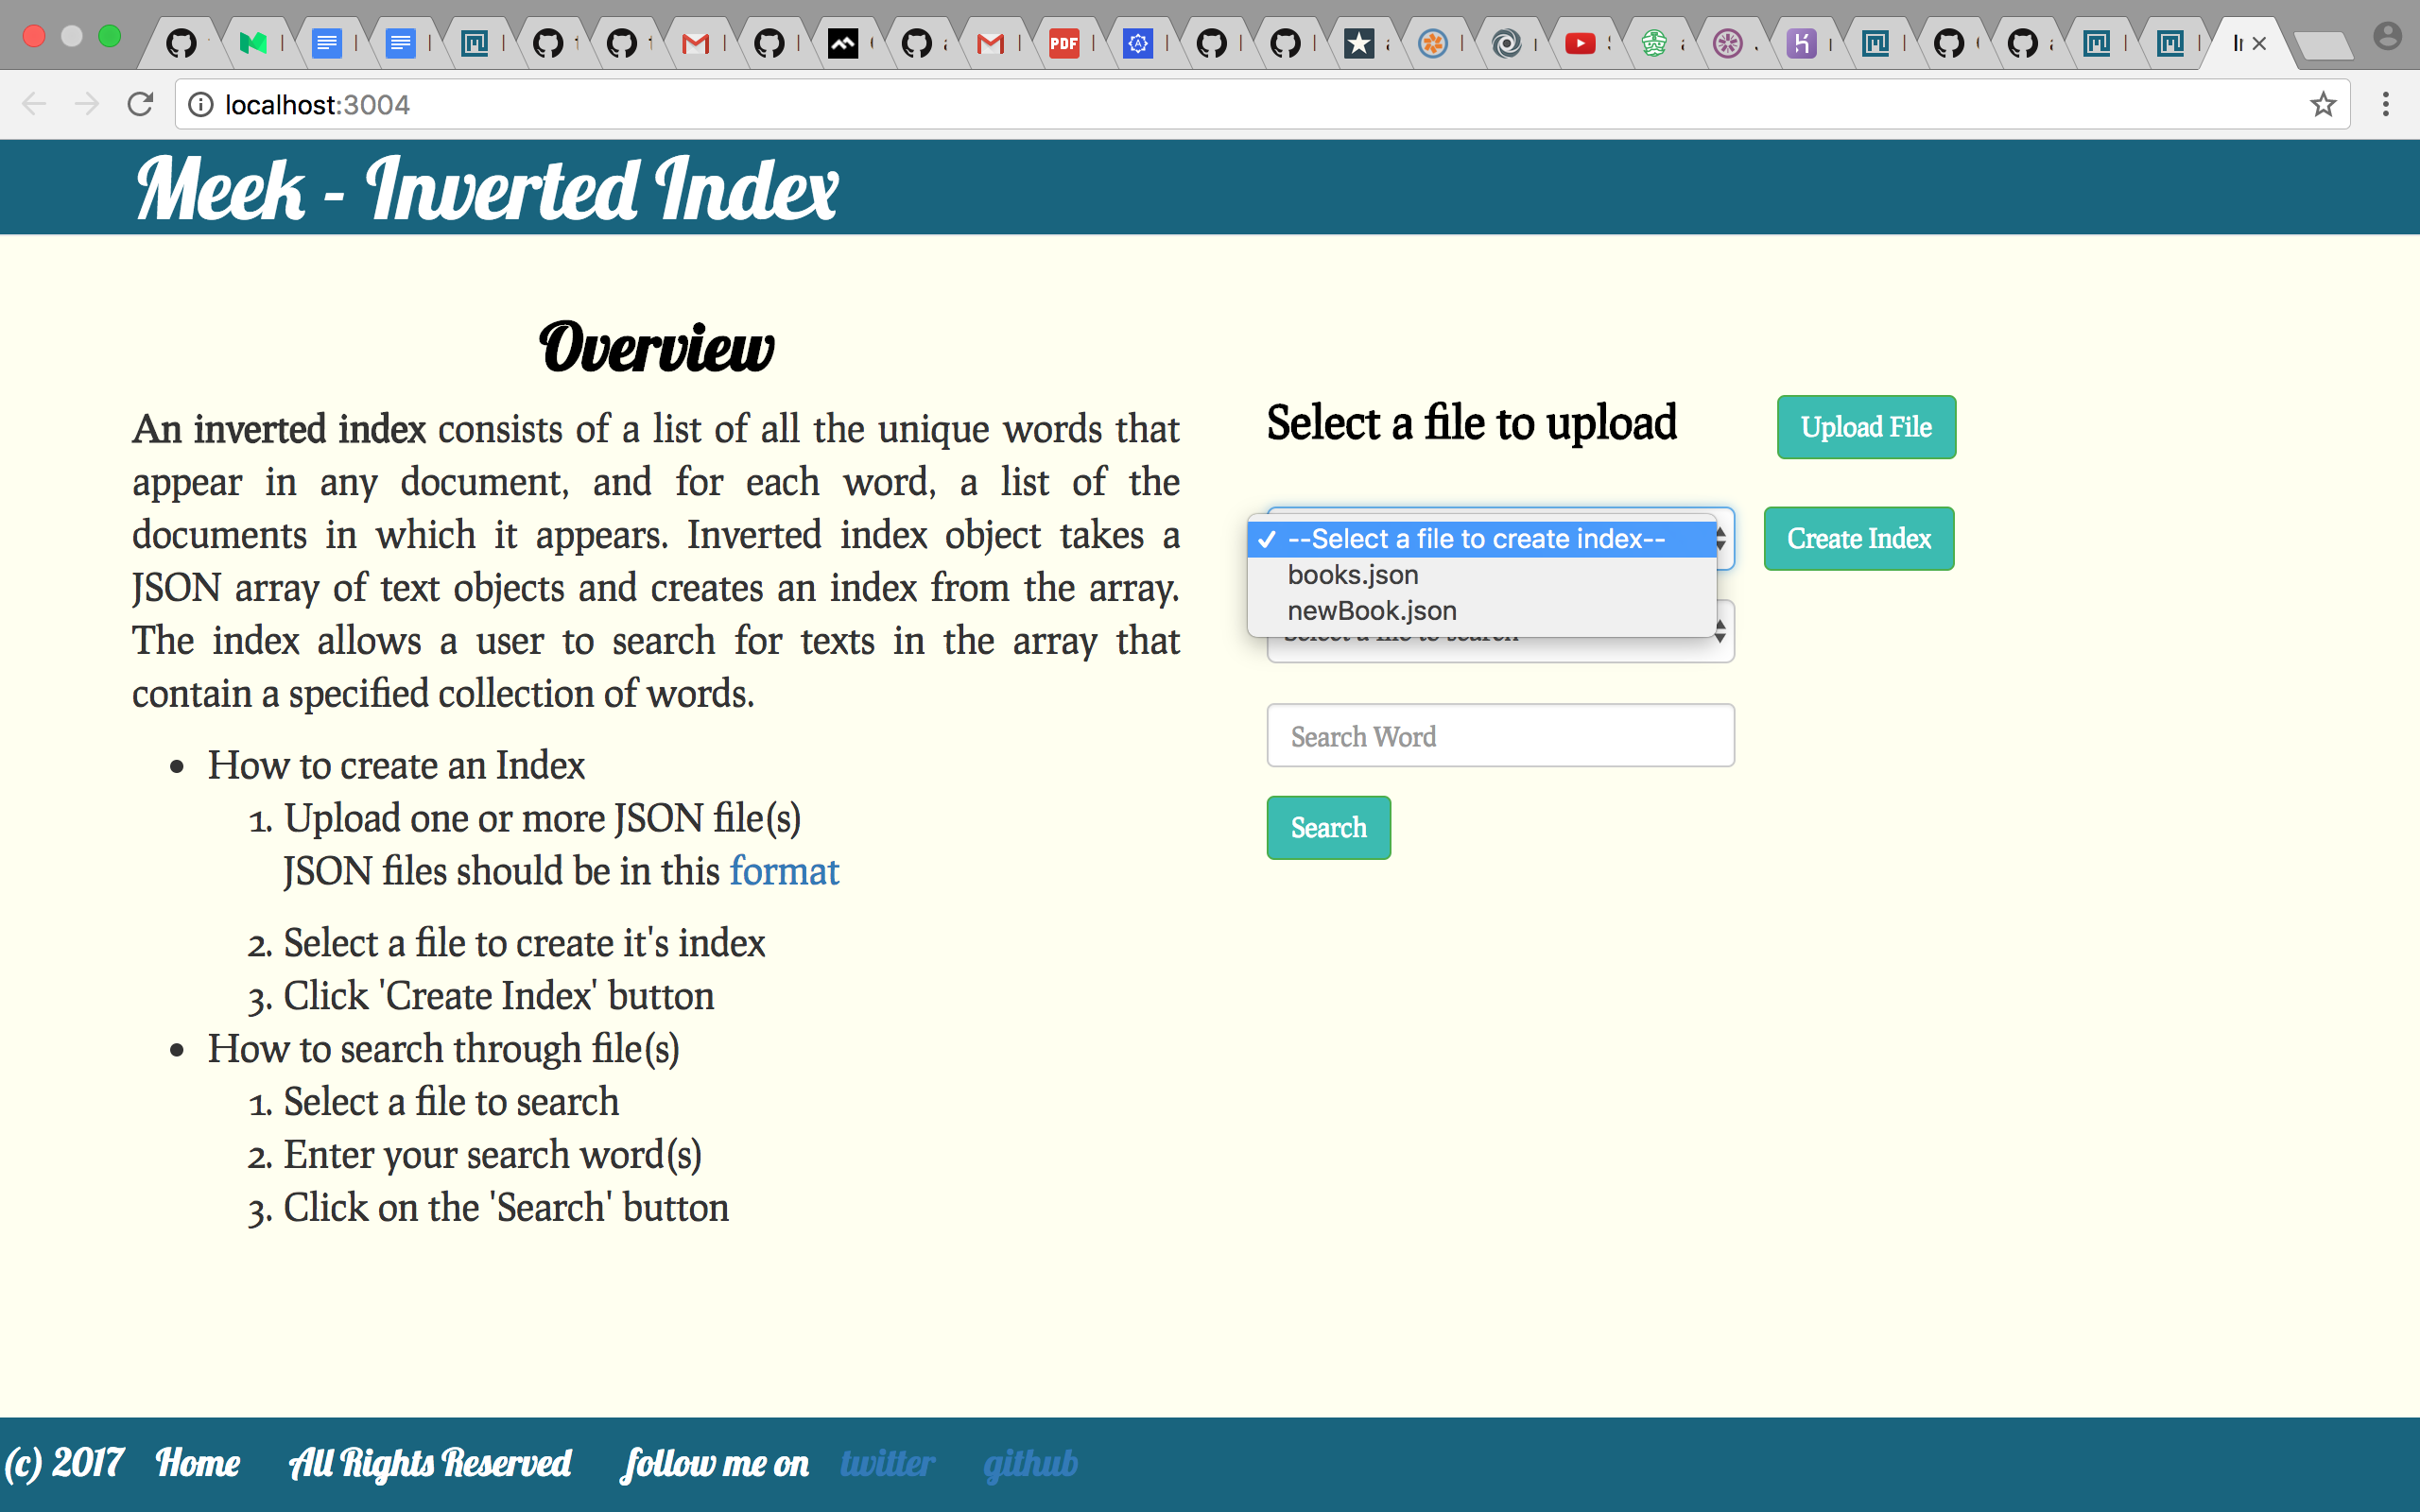 localhost:3004
Meek - Inverted Index
Overview
An inverted index consists of a list of all the unique words that
appear in any document, and for each word, a list of the
documents in which it appears. Inverted index object takes a
JSON array of text objects and creates an index from the array.
The index allows a user to search for texts in the array that
contain a specified collection of words.
• How to create an Index
1. Upload one or more JSON file(s)
JSON files should be in this format
2. Select a file to create it's index
3. Click 'Create Index' button
• How to search through file(s)
1. Select a file to search
2. Enter your search word(s)
3. Click on the 'Search' button
Select a file to upload
Upload File
✓ --Select a file to create index--
books.json
newBook.json
Create Index
Select a file to search
Search Word
Search
(c) 2017 Home All Rights Reserved follow me on twitter github